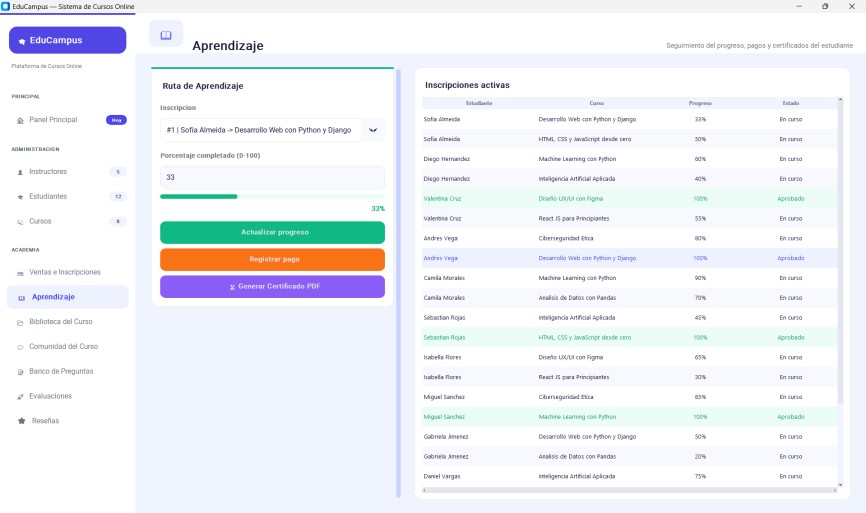 EduCampus — Sistema de Cursos Online
EduCampus
Plataforma de Cursos Online
PRINCIPAL
Panel Principal Hoy
ADMINISTRACIÓN
Instructores 5
Estudiantes 12
Cursos 8
ACADEMIA
Ventas e Inscripciones
Aprendizaje
Biblioteca del Curso
Comunidad del Curso
Banco de Preguntas
Evaluaciones
Reseñas
Aprendizaje
Seguimiento del progreso, pagos y certificados del estudiante
Ruta de Aprendizaje
Inscripcion
#1 | Sofia Almeida -> Desarrollo Web con Python y Django
Porcentaje completado (0-100)
33
33%
Actualizar progreso
Registrar pago
Generar Certificado PDF
Inscripciones activas
Estudiante Curso Progreso Estado
Sofia Almeida Desarrollo Web con Python y Django 33% En curso
Sofia Almeida HTML, CSS y JavaScript desde cero 50% En curso
Diego Hernandez Machine Learning con Python 60% En curso
Diego Hernandez Inteligencia Artificial Aplicada 40% En curso
Valentina Cruz Diseño UX/UI con Figma 100% Aprobado
Valentina Cruz React JS para Principiantes 55% En curso
Andres Vega Ciberseguridad Etica 80% En curso
Andres Vega Desarrollo Web con Python y Django 100% Aprobado
Camila Morales Machine Learning con Python 90% En curso
Camila Morales Analisis de Datos con Pandas 70% En curso
Sebastian Rojas Inteligencia Artificial Aplicada 45% En curso
Sebastian Rojas HTML, CSS y JavaScript desde cero 100% Aprobado
Isabella Flores Diseño UX/UI con Figma 65% En curso
Isabella Flores React JS para Principiantes 30% En curso
Miguel Sanchez Ciberseguridad Etica 85% En curso
Miguel Sanchez Machine Learning con Python 100% Aprobado
Gabriela Jimenez Desarrollo Web con Python y Django 50% En curso
Gabriela Jimenez Analisis de Datos con Pandas 20% En curso
Daniel Vargas Inteligencia Artificial Aplicada 75% En curso